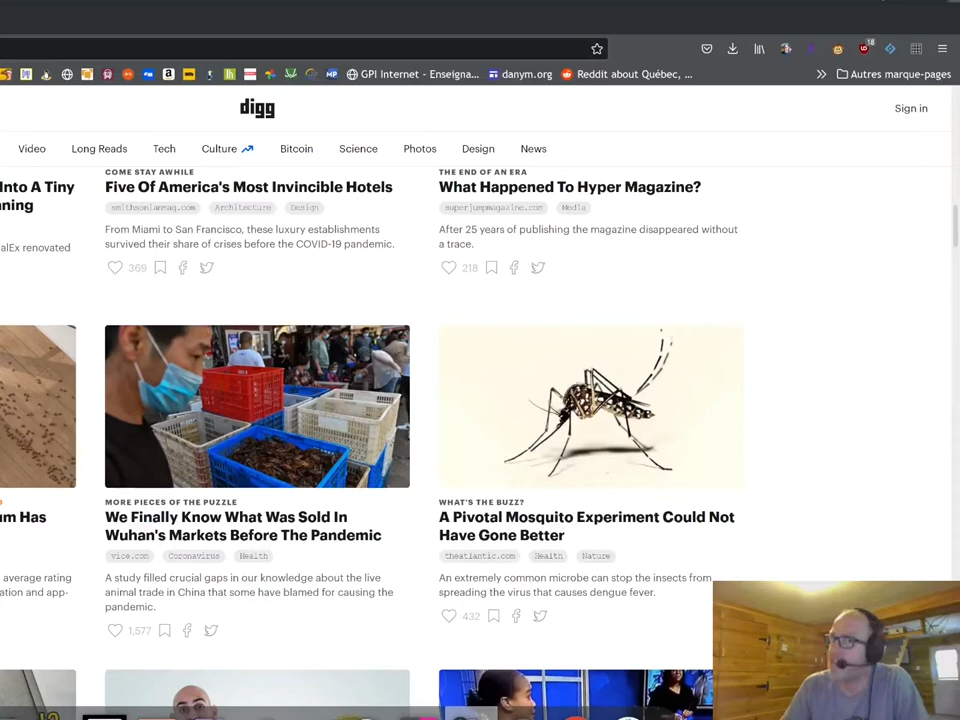 18
GPI Internet - Enseigna...
danym.org
Reddit about Québec, ...
Autres marque-pages
digg
Sign in
Video
Long Reads
Tech
Culture
Bitcoin
Science
Photos
Design
News
Into A Tiny
COME STAY AWHILE
Five Of America's Most Invincible Hotels
smithsonianmag.com Architecture Design
From Miami to San Francisco, these luxury establishments
survived their share of crises before the COVID-19 pandemic.
369
THE END OF AN ERA
What Happened To Hyper Magazine?
superjumpmagazine.com Media
After 25 years of publishing the magazine disappeared without
a trace.
218
renovated
um Has
average rating
ation and app-
MORE PIECES OF THE PUZZLE
We Finally Know What Was Sold In
Wuhan's Markets Before The Pandemic
vice.com Coronavirus Health
A study filled crucial gaps in our knowledge about the live
animal trade in China that some have blamed for causing the
pandemic.
1,577
WHAT'S THE BUZZ?
A Pivotal Mosquito Experiment Could Not
Have Gone Better
theatlantic.com Health Nature
An extremely common microbe can stop the insects from
spreading the virus that causes dengue fever.
432